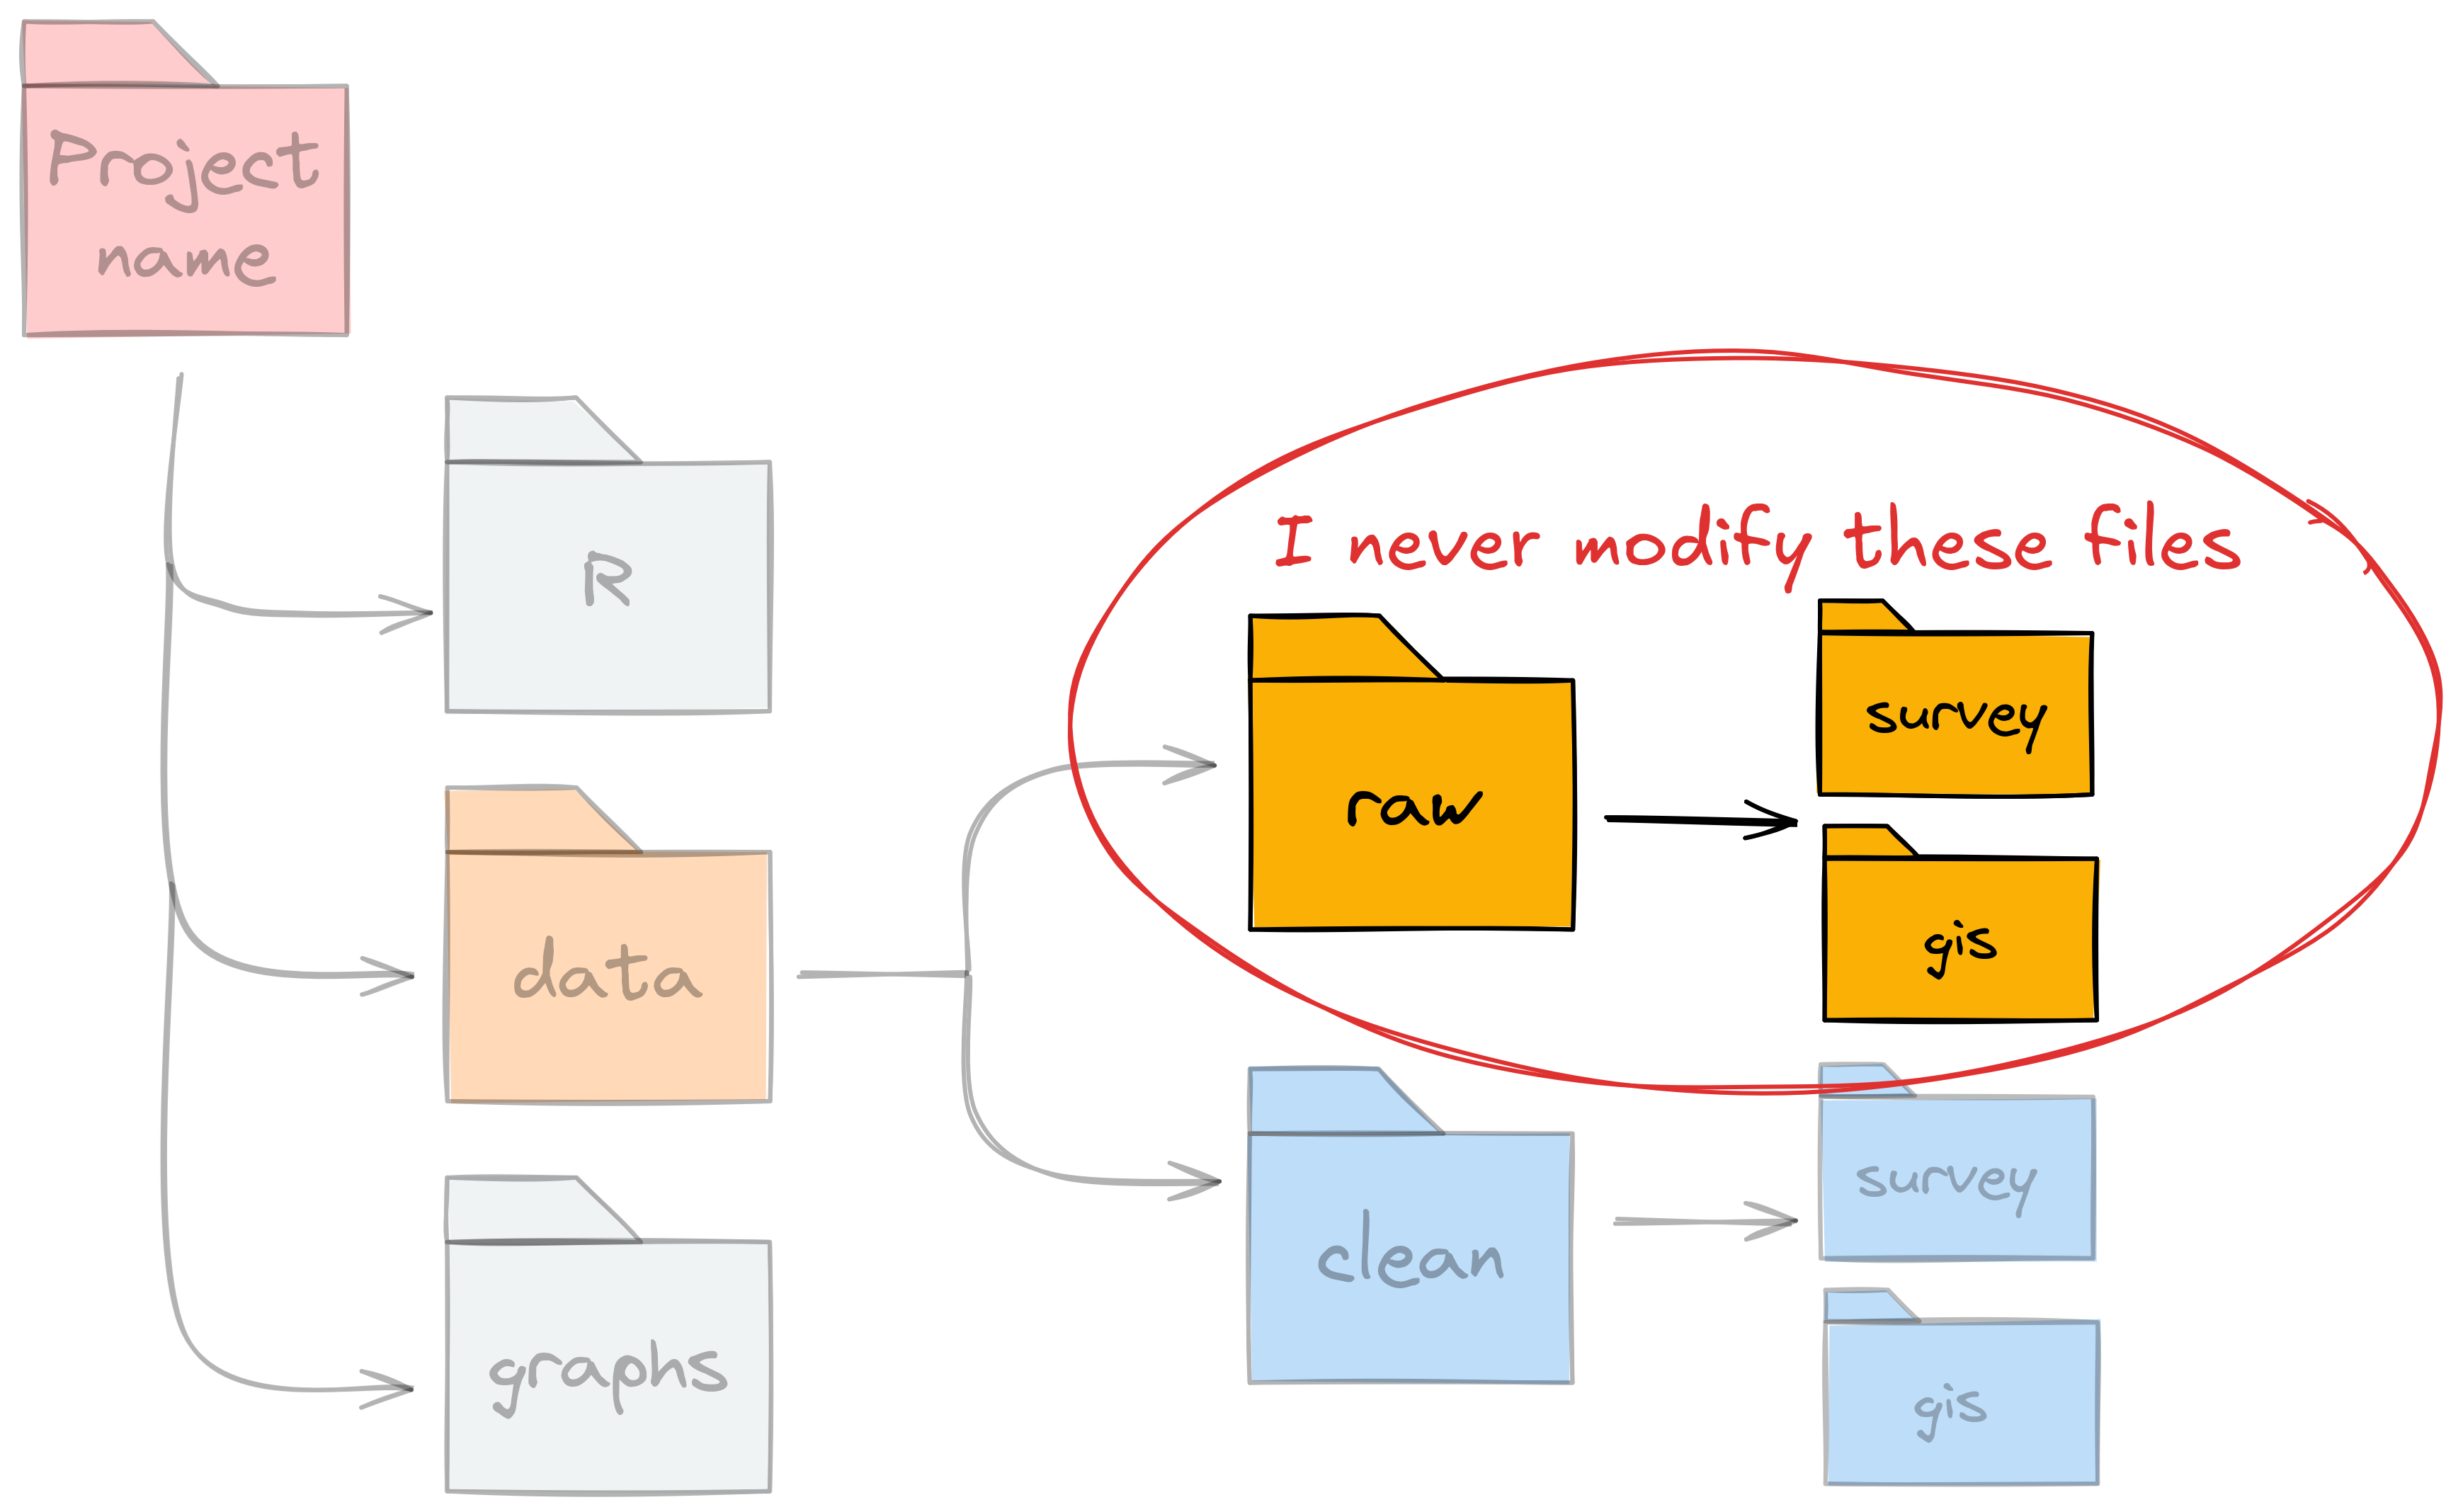 Project
name
R
data
graphs
I never modify these files
raw
survey
gis
clean
survey
gis